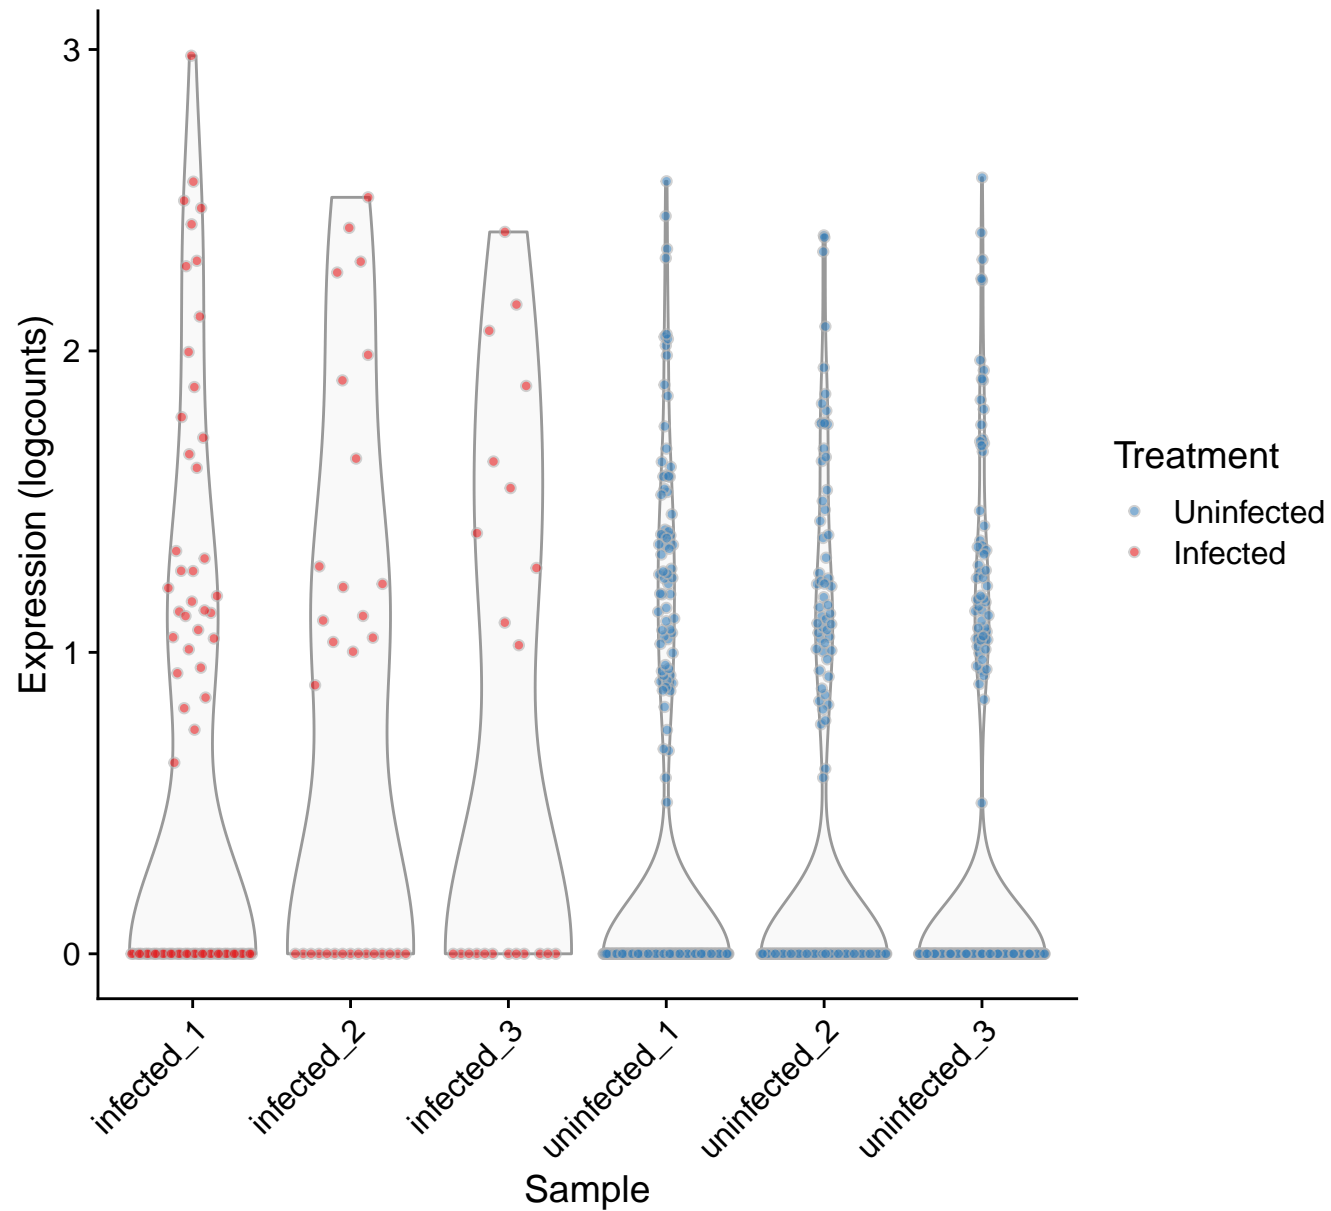 3
2
1
0
Expression (logcounts)
infected_1
infected_2
infected_3
uninfected_1
uninfected_2
uninfected_3
Sample
Treatment
Uninfected
Infected